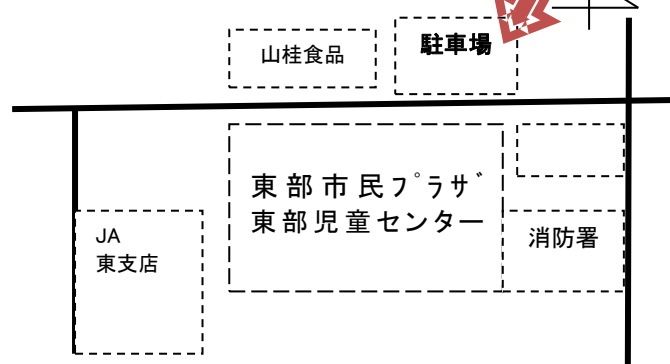 山桂食品
駐車場
東部市民ﾌﾟﾗｻﾞ
東部児童センター
消防署
JA
東支店